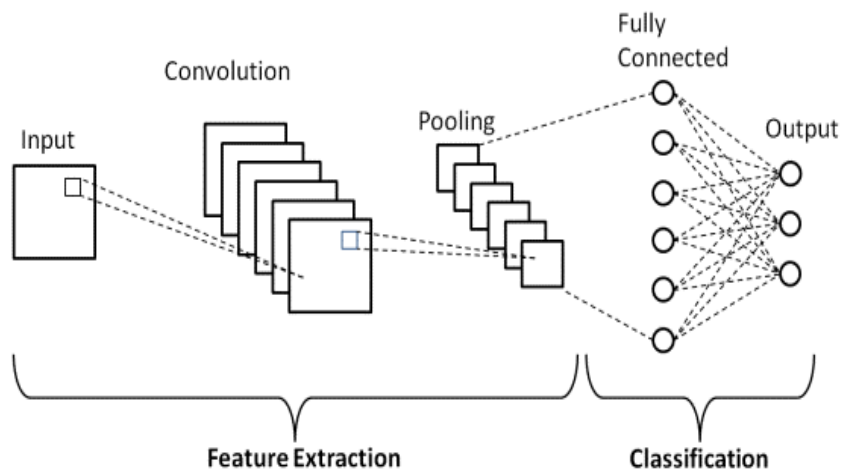 Input
Convolution
Pooling
Fully
Connected
Output
Feature Extraction
Classification